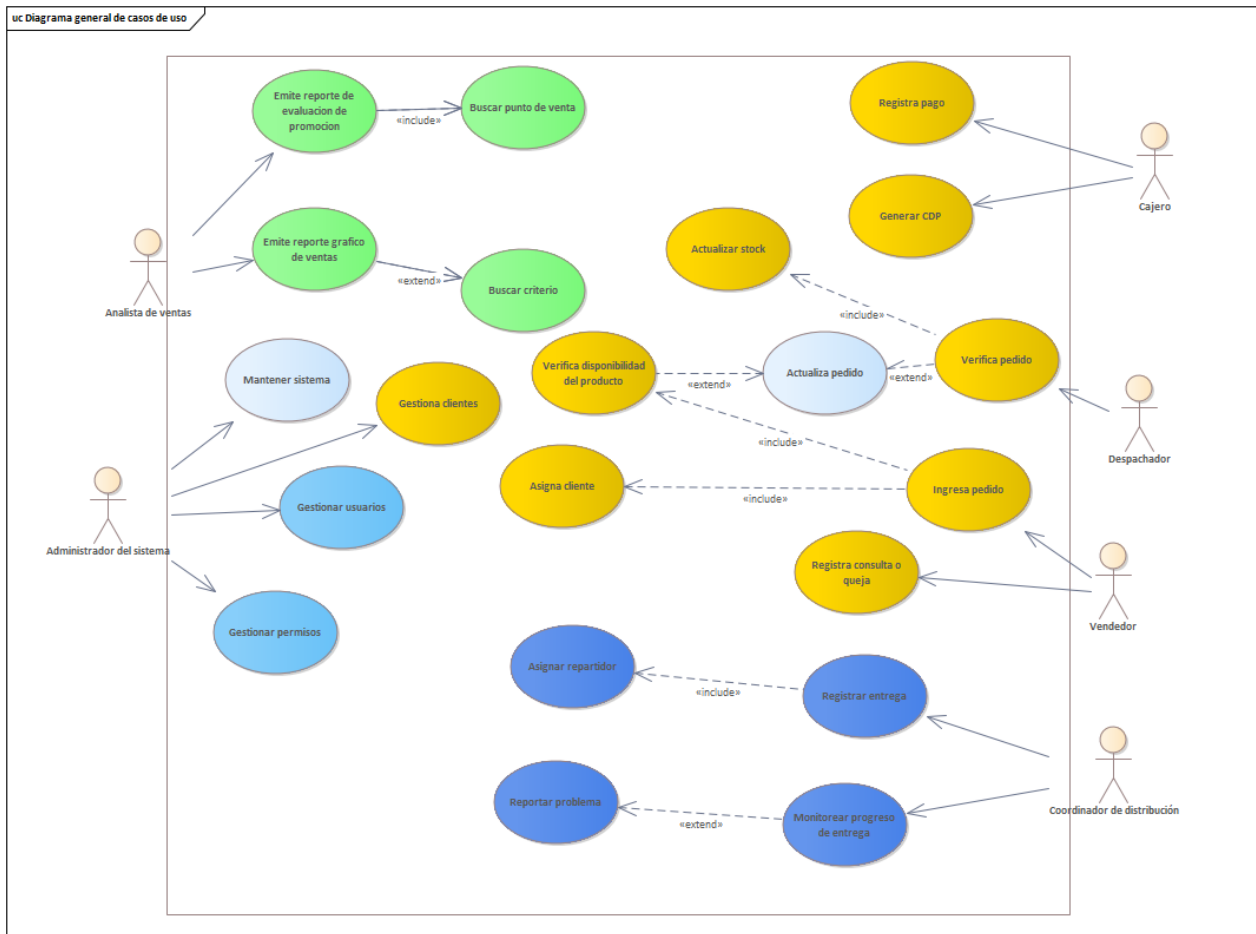 uc Diagrama general de casos de uso
Emite reporte de
evaluacion de
promocion
«include»
Buscar punto de venta
Registra pago
Cajero
Generar CDP
Emite reporte grafico
de ventas
«extend»
Buscar criterio
Actualizar stock
Analista de ventas
«include»
Mantener sistema
Gestiona clientes
Verifica disponibilidad
del producto
«extend»
Actualiza pedido
«extend»
Verifica pedido
Despachador
«include»
Asigna cliente
«include»
Ingresa pedido
Gestionar usuarios
Administrador del sistema
Registra consulta o
queja
Vendedor
Gestionar permisos
Asignar repartidor
«include»
Registrar entrega
Reportar problema
«extend»
Monitorear progreso
de entrega
Coordinador de distribución